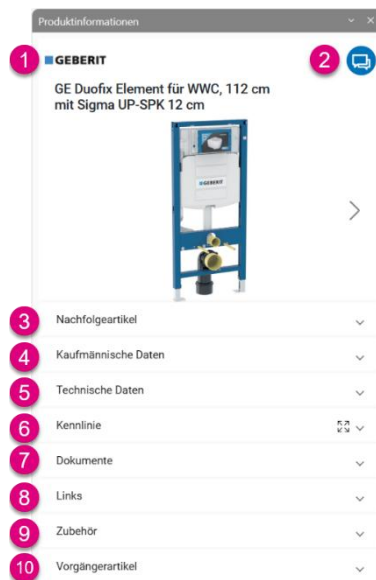 Produktinformationen
1 GEBERIT 2
GE Duofix Element für WWC, 112 cm
mit Sigma UP-SPK 12 cm
GEBERIT
3 Nachfolgeartikel
4 Kaufmännische Daten
5 Technische Daten
6 Kennlinie
7 Dokumente
8 Links
9 Zubehör
10 Vorgängerartikel